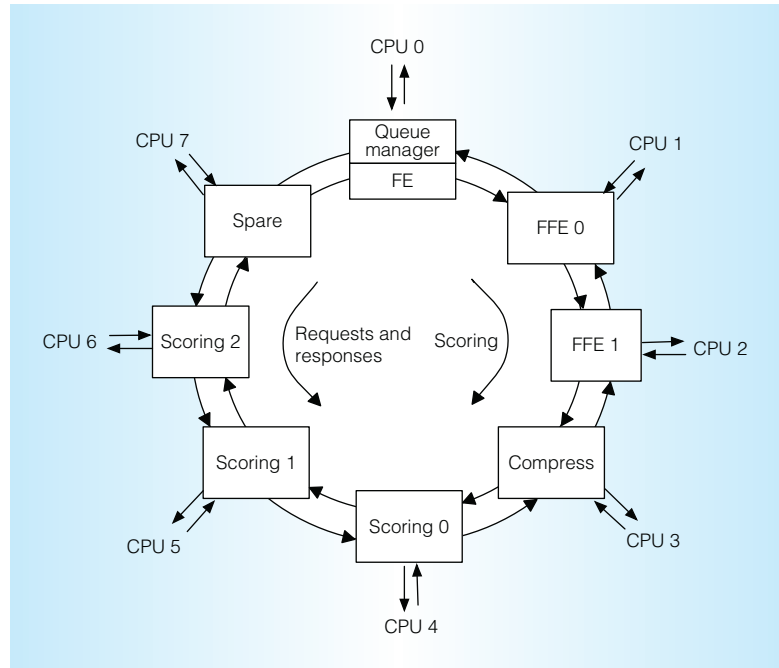 CPU 0
Queue
manager
FE
CPU 7
CPU 1
Spare
FFE 0
CPU 6
Scoring 2
Requests and
responses
Scoring
FFE 1
CPU 2
Scoring 1
Compress
CPU 5
Scoring 0
CPU 3
CPU 4